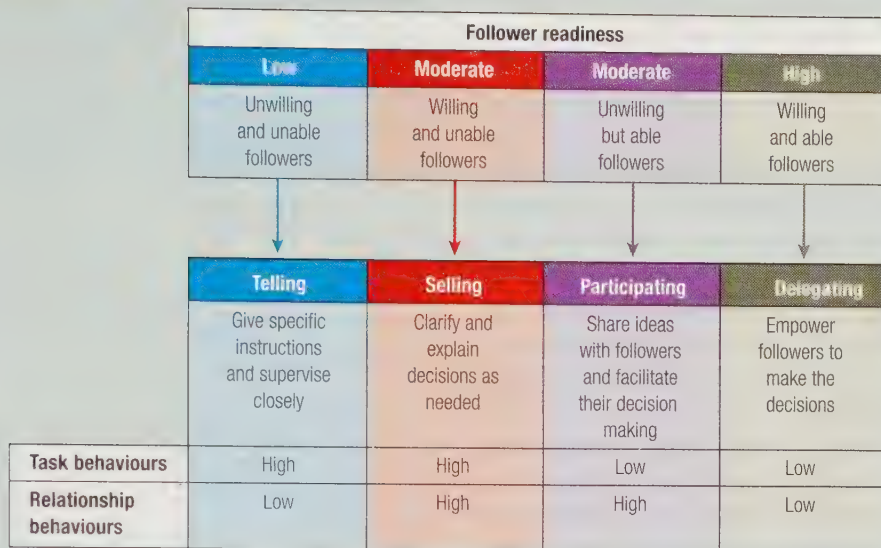 Follower readiness
Low Moderate Moderate High
Unwilling Willing Unwilling Willing
and unable and unable but able and able
followers followers followers followers
Telling Selling Participating Delegating
Give specific Clarify and Share ideas Empower
instructions explain with followers followers to
and supervise decisions as and facilitate make the
closely needed their decision decisions
making
Task behaviours High High Low Low
Relationship Low High High Low
behaviours